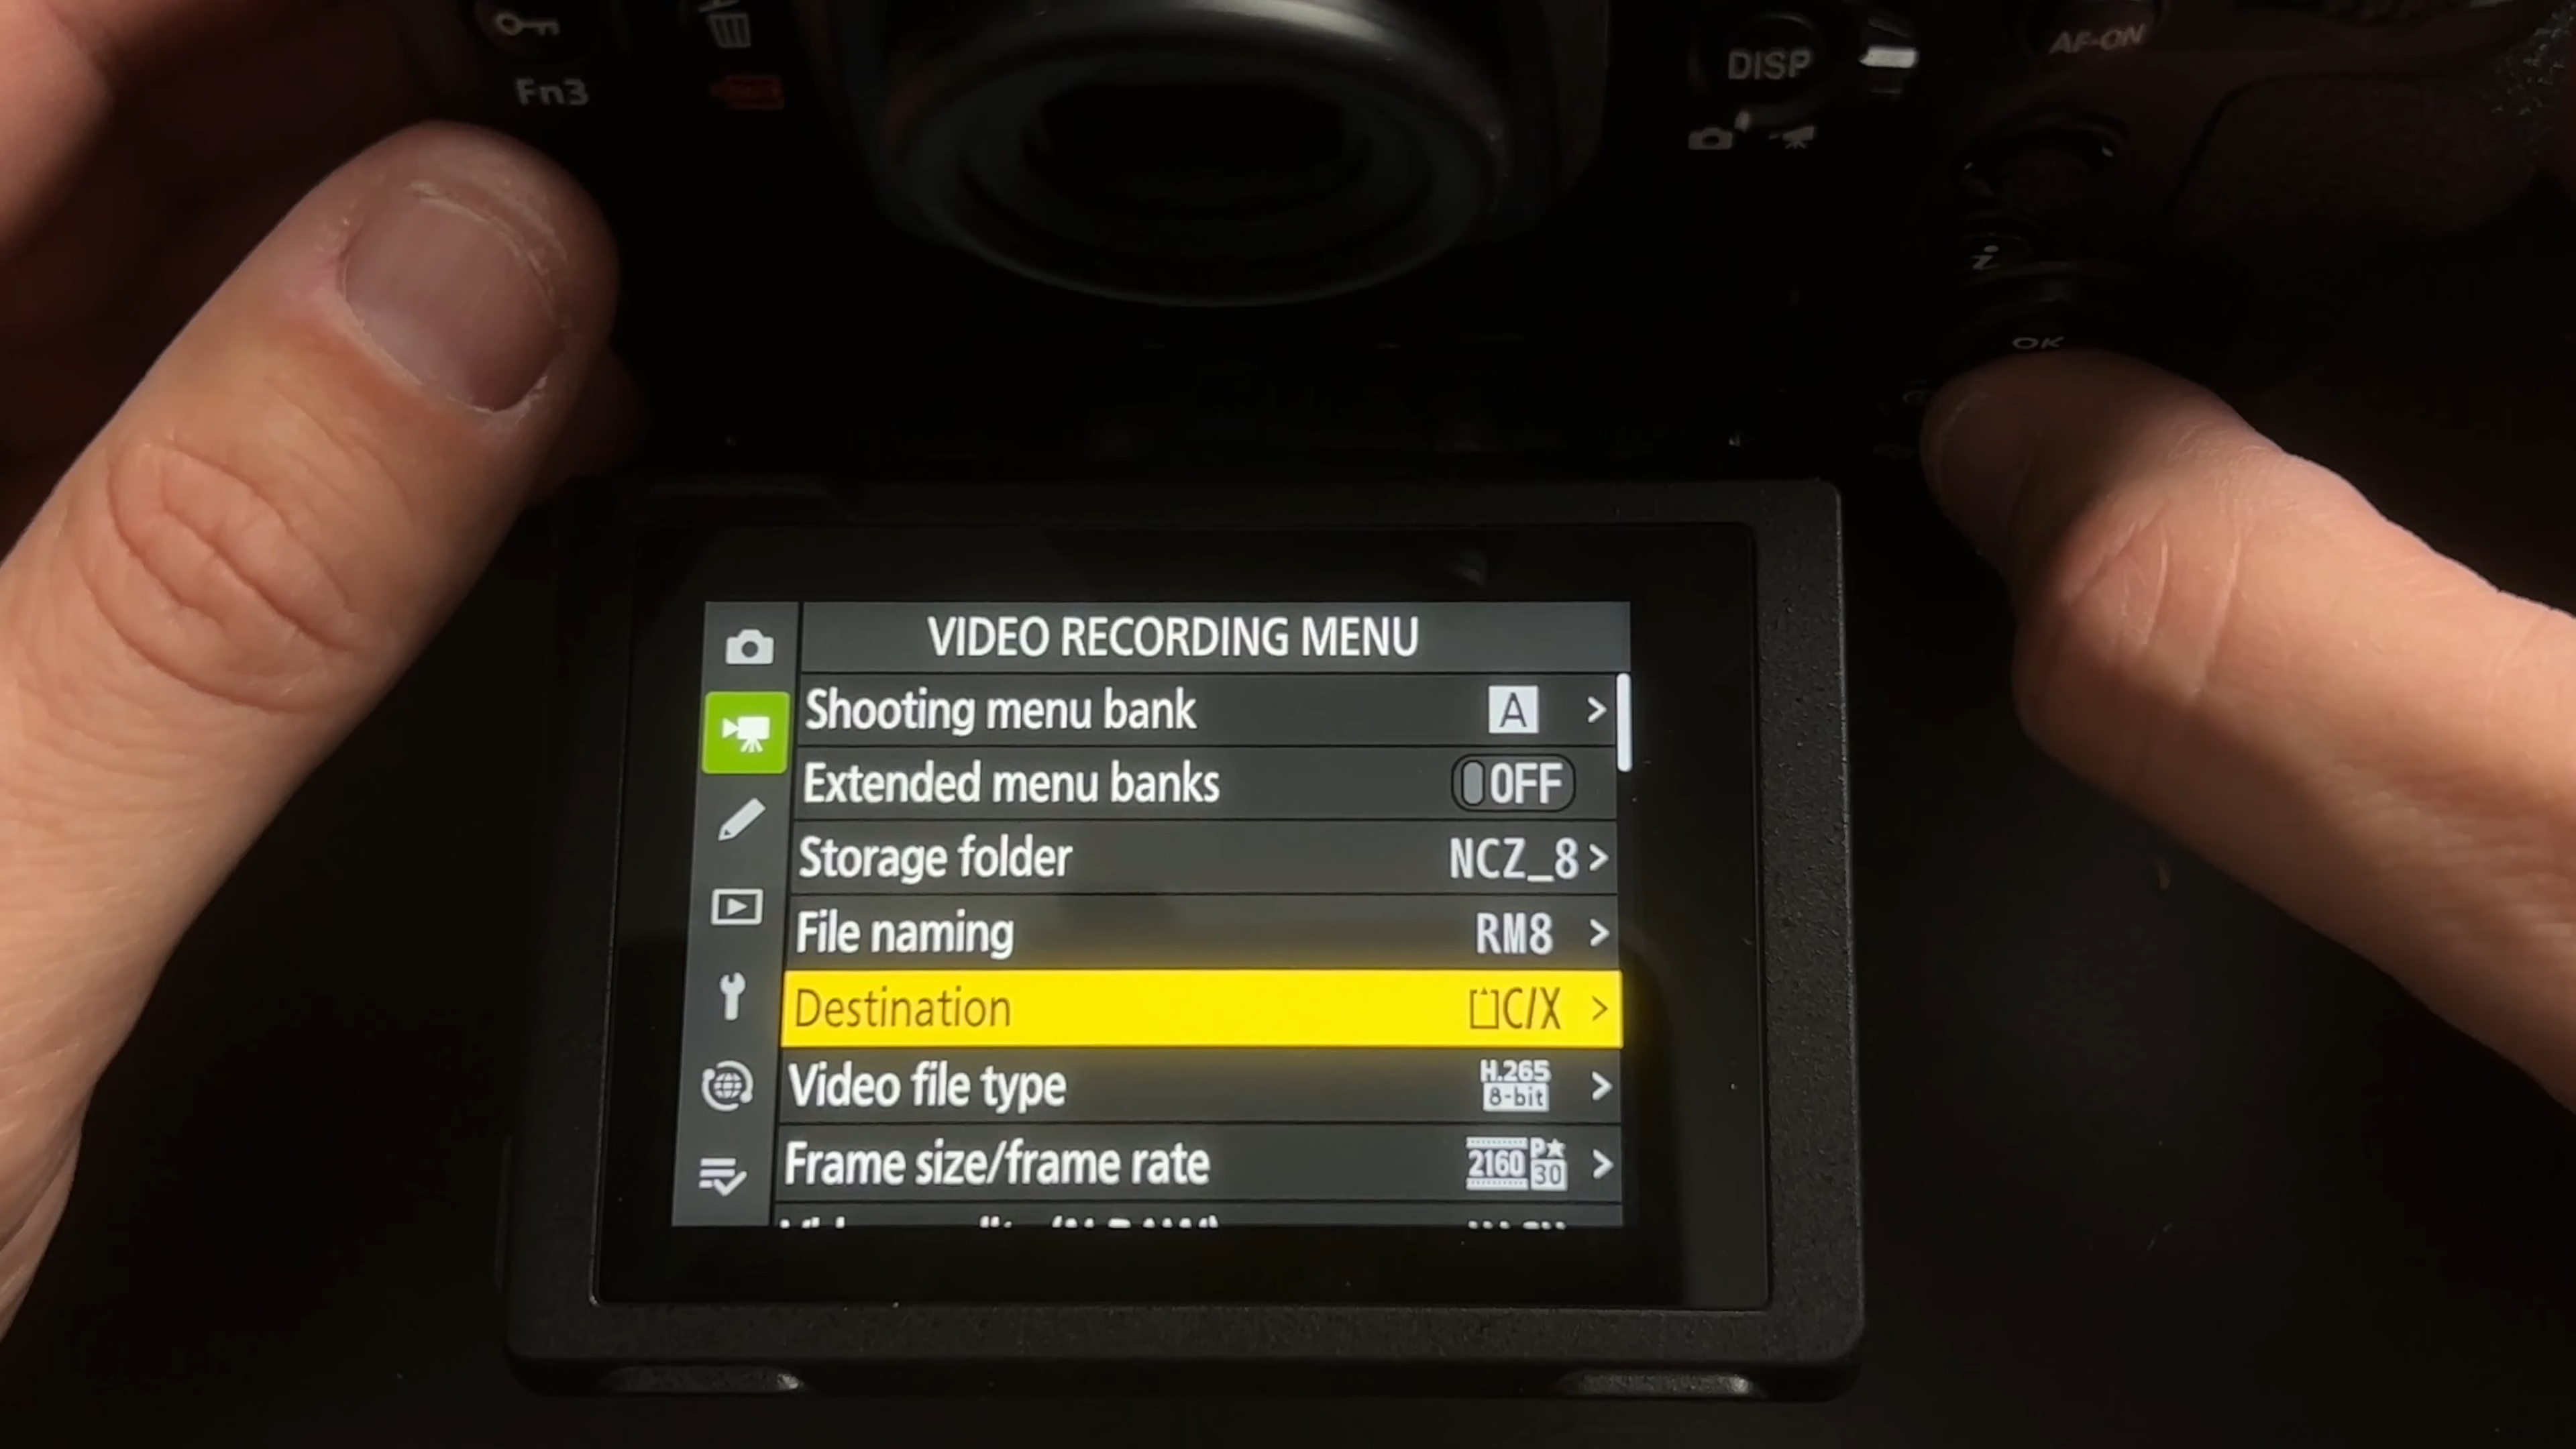 Fn3
DISP
AF-ON
i
OK
VIDEO RECORDING MENU
Shooting menu bank A >
Extended menu banks OFF
Storage folder NCZ_8 >
File naming RM8 >
Destination C/X >
Video file type H.265 8-bit >
Frame size/frame rate 2160 P★ 30 >